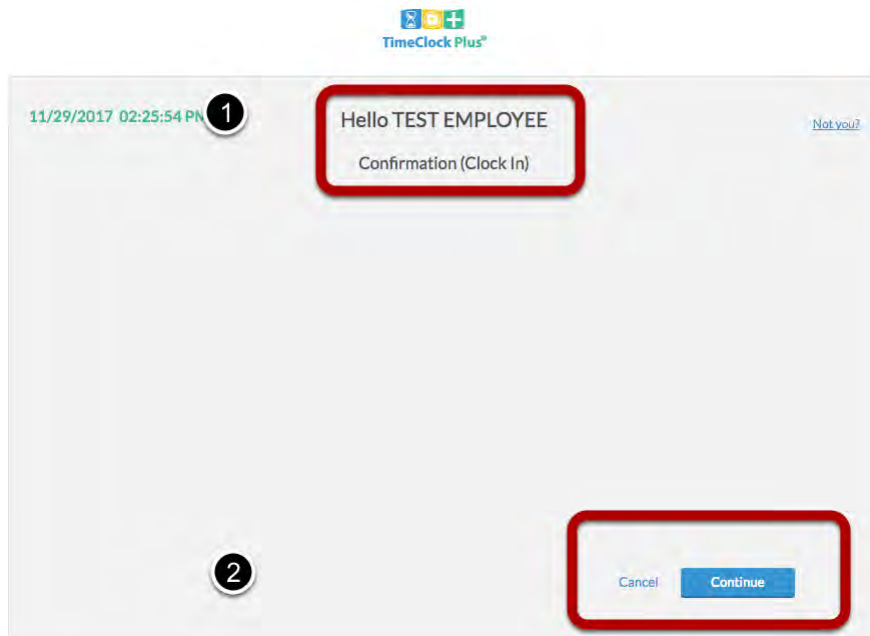 TimeClock Plus®
11/29/2017 02:25:54 PM
1
Hello TEST EMPLOYEE
Not you?
Confirmation (Clock In)
2
Cancel
Continue